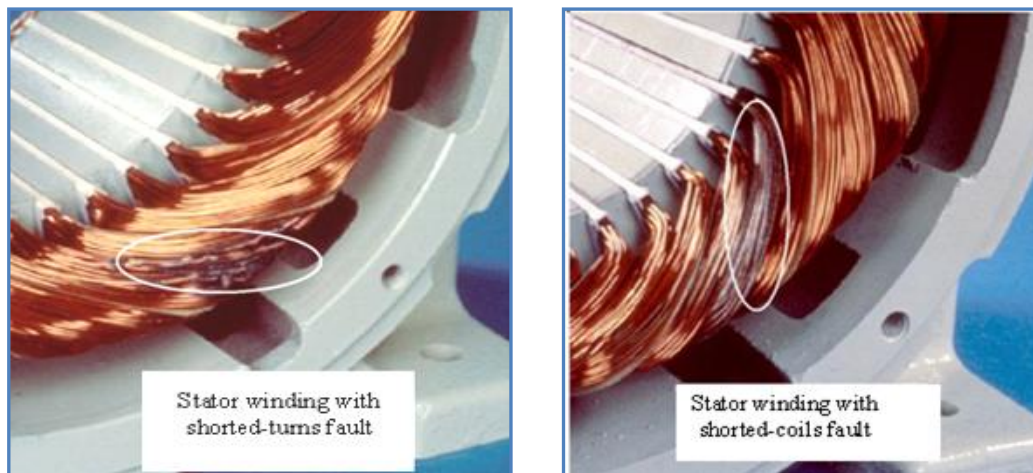 Stator winding with
shorted-turns fault
Stator winding with
shorted-coils fault